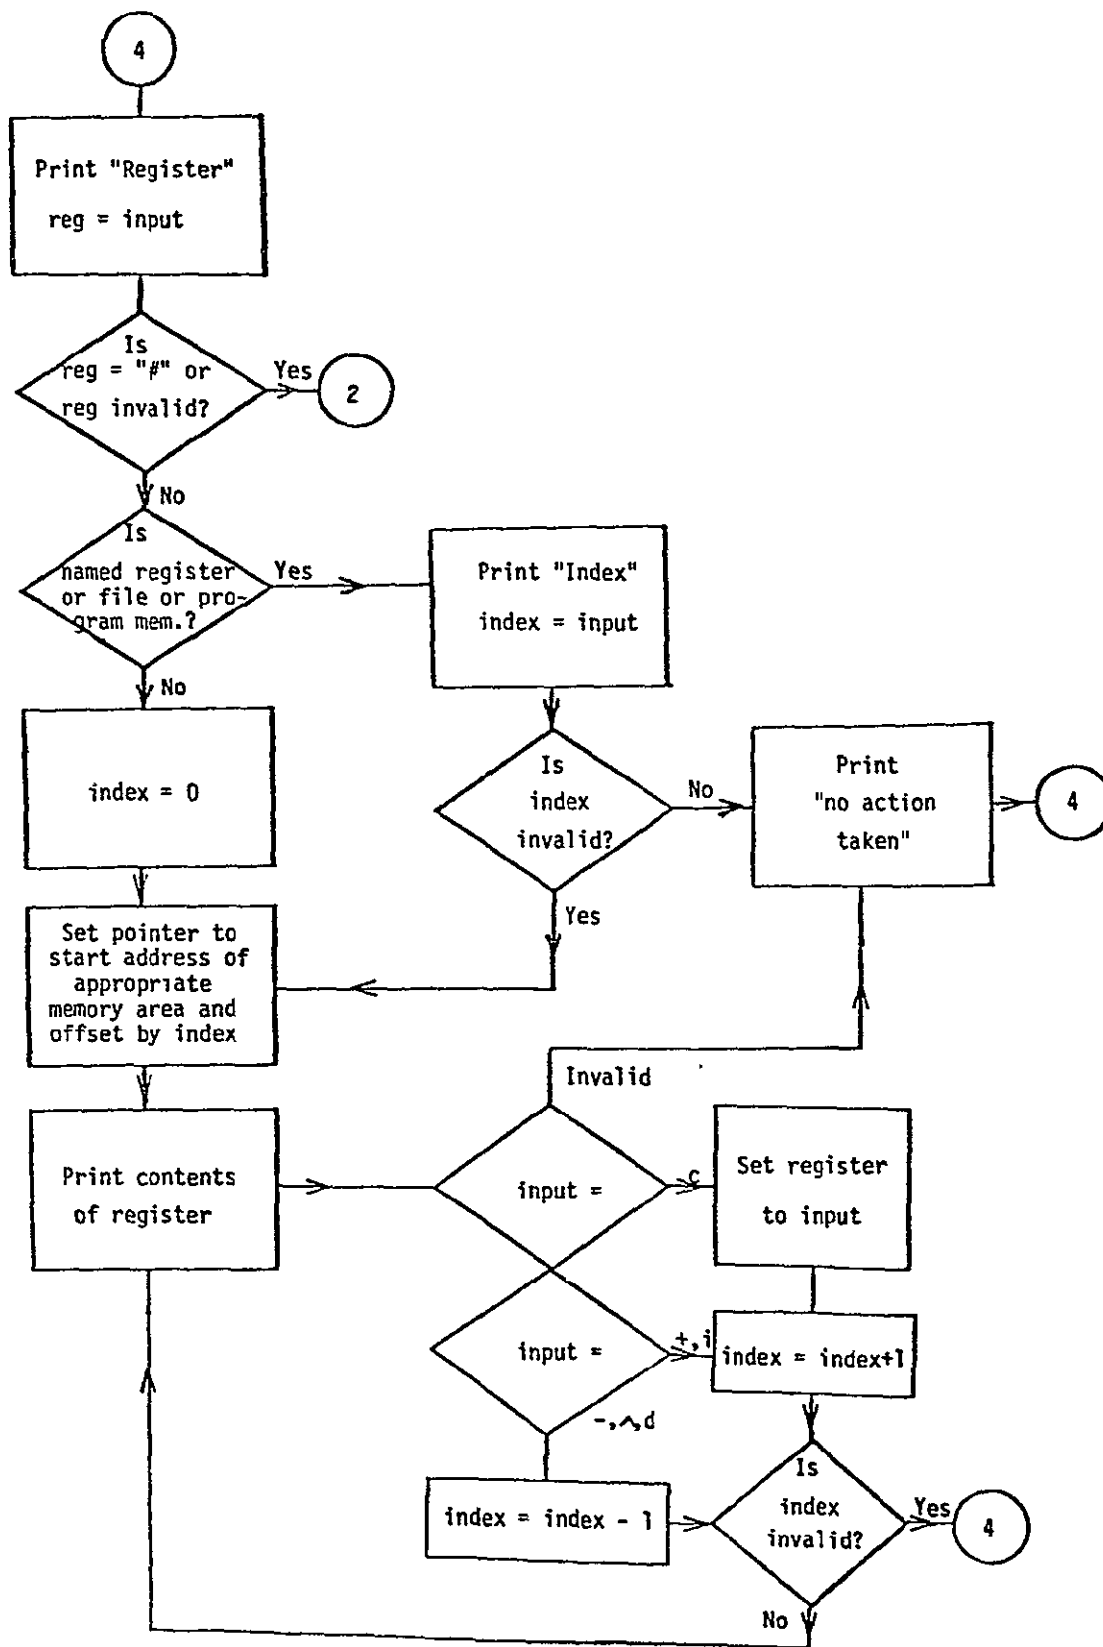 4
Print "Register"
reg = input
Is
reg = "#" or
reg invalid?
Yes
2
No
Is
named register
or file or pro-
gram mem.?
Yes
Print "Index"
index = input
No
index = 0
Is
index
invalid?
No
Print
"no action
taken"
4
Yes
Set pointer to
start address of
appropriate
memory area and
offset by index
Invalid
Print contents
of register
input =
c
Set register
to input
input =
+,i
index = index+1
-,^,d
index = index - 1
Is
index
invalid?
Yes
4
No